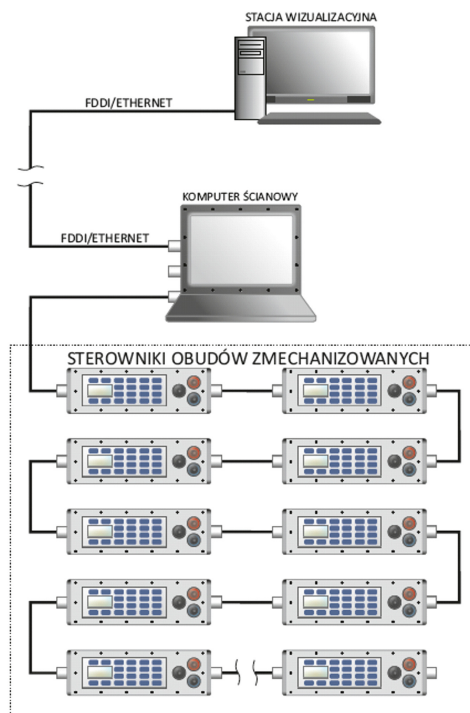 STACJA WIZUALIZACYJNA
FDDI/ETHERNET
KOMPUTER ŚCIANOWY
FDDI/ETHERNET
STEROWNIKI OBUDÓW ZMECHANIZOWANYCH